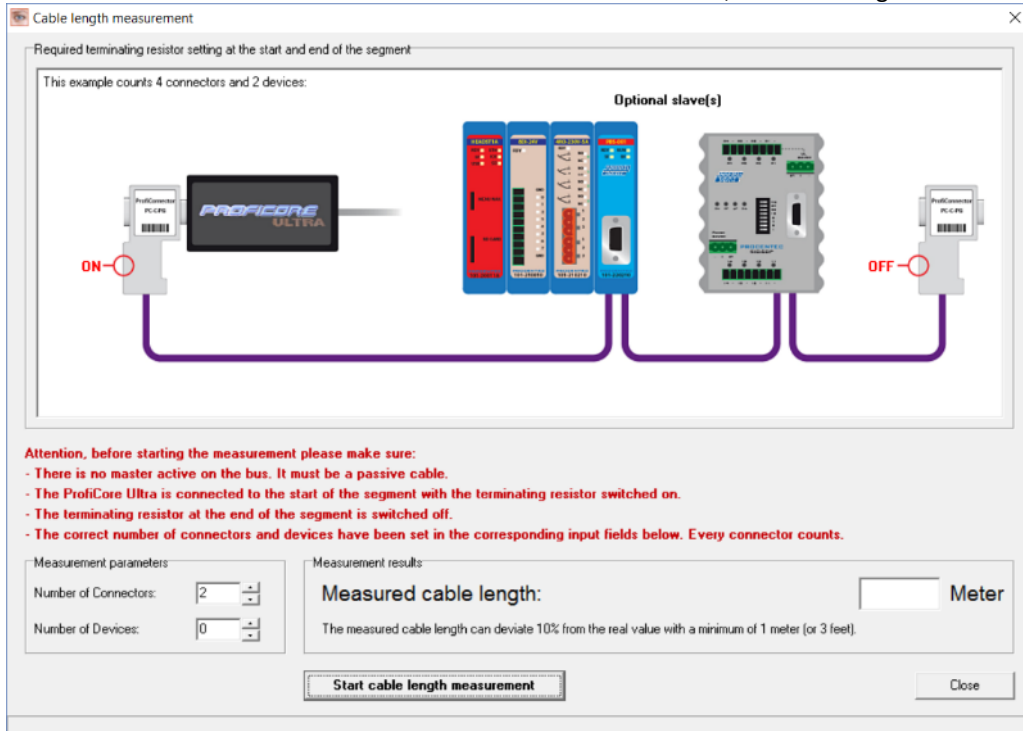 Cable length measurement
Required terminating resistor setting at the start and end of the segment
This example counts 4 connectors and 2 devices:
Optional slave(s)
ProfiConnector
PC-C-PG
PROFICORE
ULTRA
ProfiConnector
PC-C-PG
ON
OFF
Attention, before starting the measurement please make sure:
- There is no master active on the bus. It must be a passive cable.
- The ProfiCore Ultra is connected to the start of the segment with the terminating resistor switched on.
- The terminating resistor at the end of the segment is switched off.
- The correct number of connectors and devices have been set in the corresponding input fields below. Every connector counts.
Measurement parameters
Number of Connectors: 2
Number of Devices: 0
Measurement results
Measured cable length: Meter
The measured cable length can deviate 10% from the real value with a minimum of 1 meter (or 3 feet).
Start cable length measurement
Close